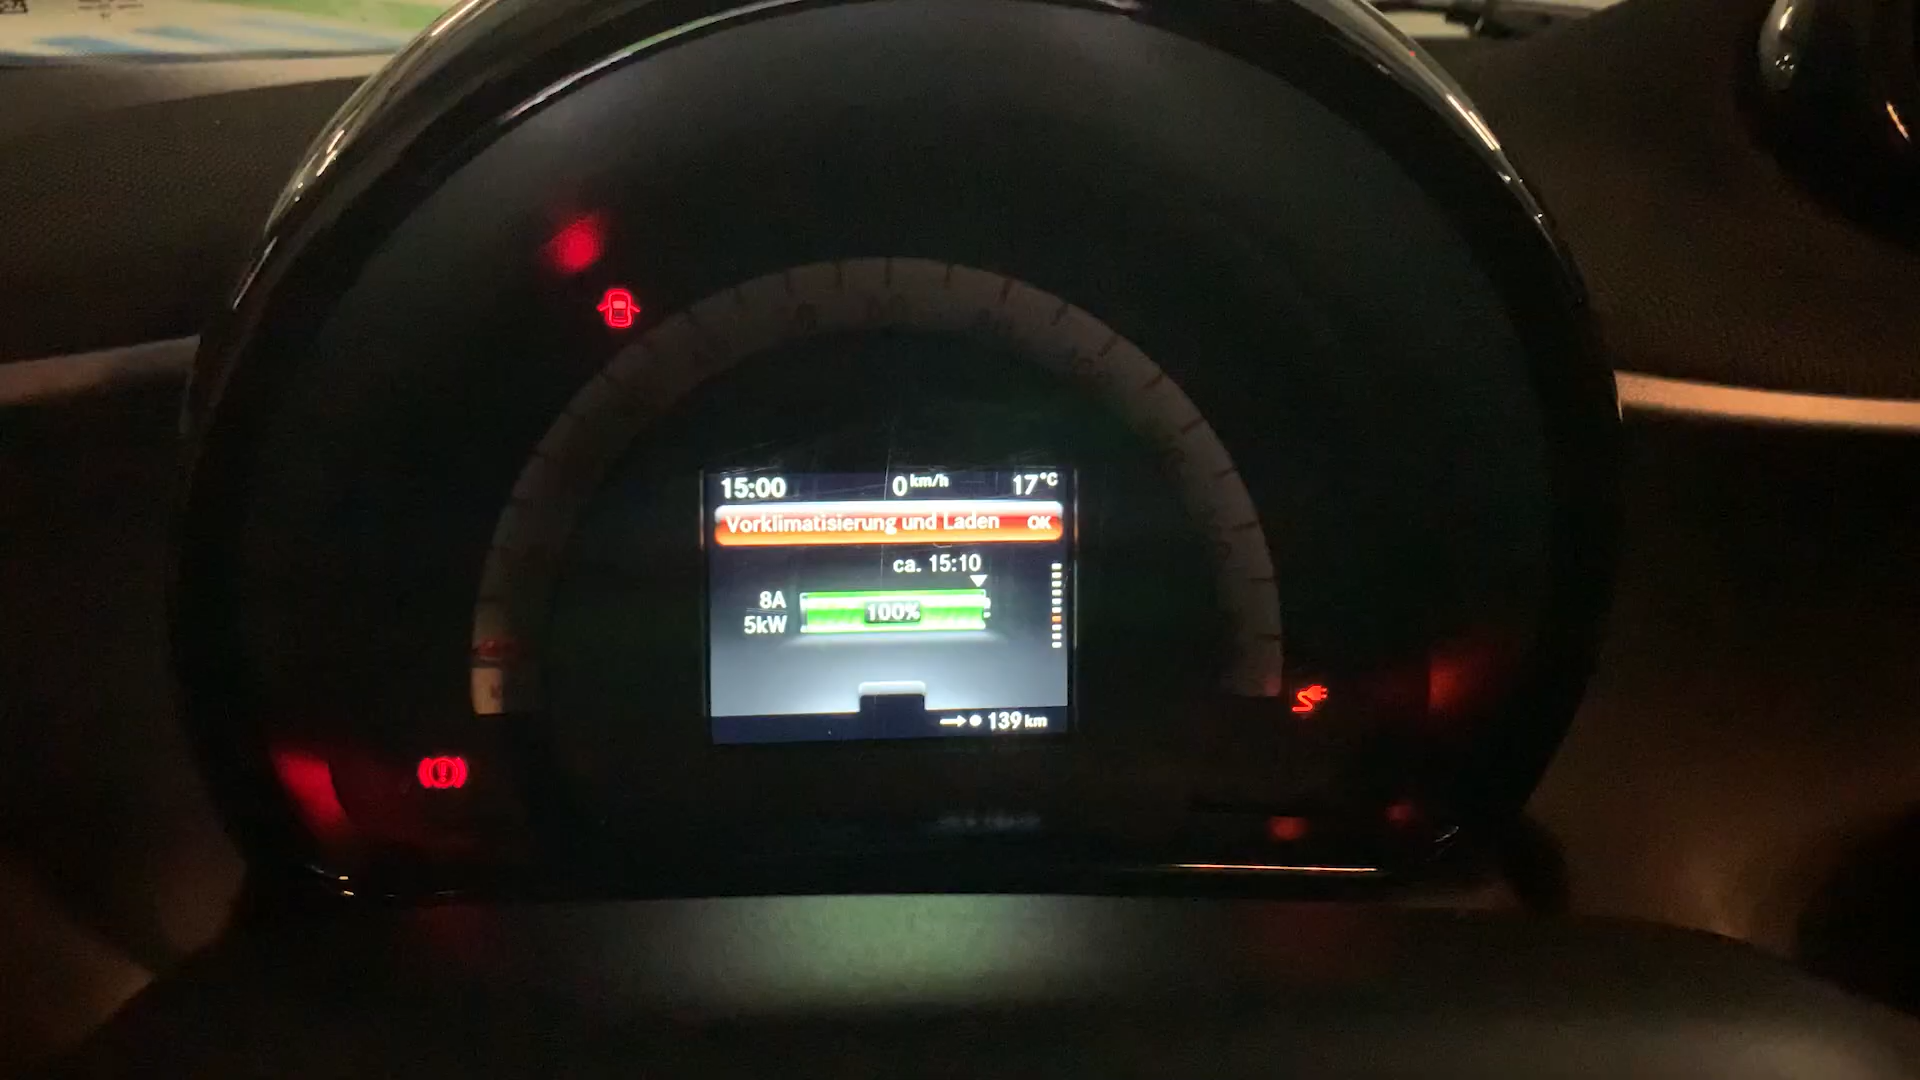 15:00 0 km/h 17°C
Vorklimatisierung und Laden OK
ca. 15:10
8A
5kW
100%
139 km